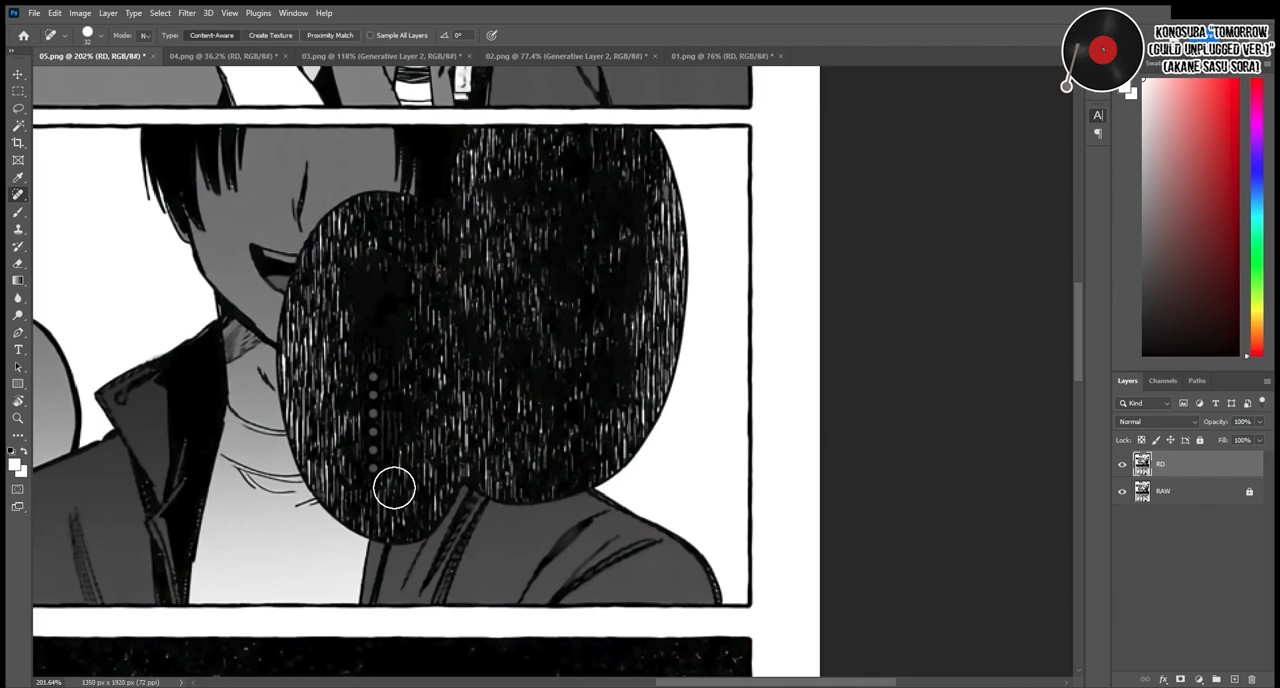 Ps File Edit Image Layer Type Select Filter 3D View Plugins Window Help
32 Mode: N Type: Content-Aware Create Texture Proximity Match Sample All Layers 0°
05.png @ 202% (RD, RGB/8#) * × 04.png @ 36.2% (RD, RGB/8#) * × 03.png @ 118% (Generative Layer 2, RGB/8#) * × 02.png @ 77.4% (Generative Layer 2, RGB/8#) * × 01.png @ 76% (RD, RGB/8#) * ×
KONOSUBA "TOMORROW
(GUILD UNPLUGGED VER.)"
(AKANE SASU SORA)
Swatc
A|
Layers Channels Paths
Kind
Normal Opacity: 100%
Lock: Fill: 100%
RD
RAW
201.64% 1350 px x 1920 px (72 ppi)